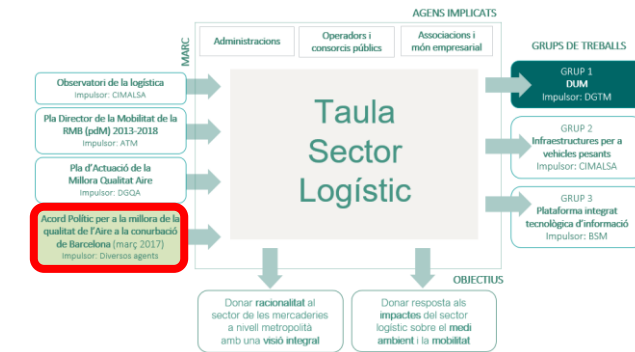 AGENS IMPLICATS
MARC
Administracions
Operadors i
consorcis públics
Associacions i
món empresarial
GRUPS DE TREBALLS
Observatori de la logística
Impulsor: CIMALSA
Pla Director de la Mobilitat de la
RMB (pdM) 2013-2018
Impulsor: ATM
Pla d'Actuació de la
Millora Qualitat Aire
Impulsor: DGQA
Acord Polític per a la millora de la
qualitat de l'Aire a la conurbació
de Barcelona (març 2017)
Impulsor: Diversos agents
Taula
Sector
Logístic
GRUP 1
DUM
Impulsor: DGTM
GRUP 2
Infraestructures per a
vehicles pesants
Impulsor: CIMALSA
GRUP 3
Plataforma integrat
tecnològica d'informació
Impulsor: BSM
OBJECTIUS
Donar racionalitat al
sector de les mercaderies
a nivell metropolità
amb una visió integral
Donar resposta als
impactes del sector
logístic sobre el medi
ambient i la mobilitat